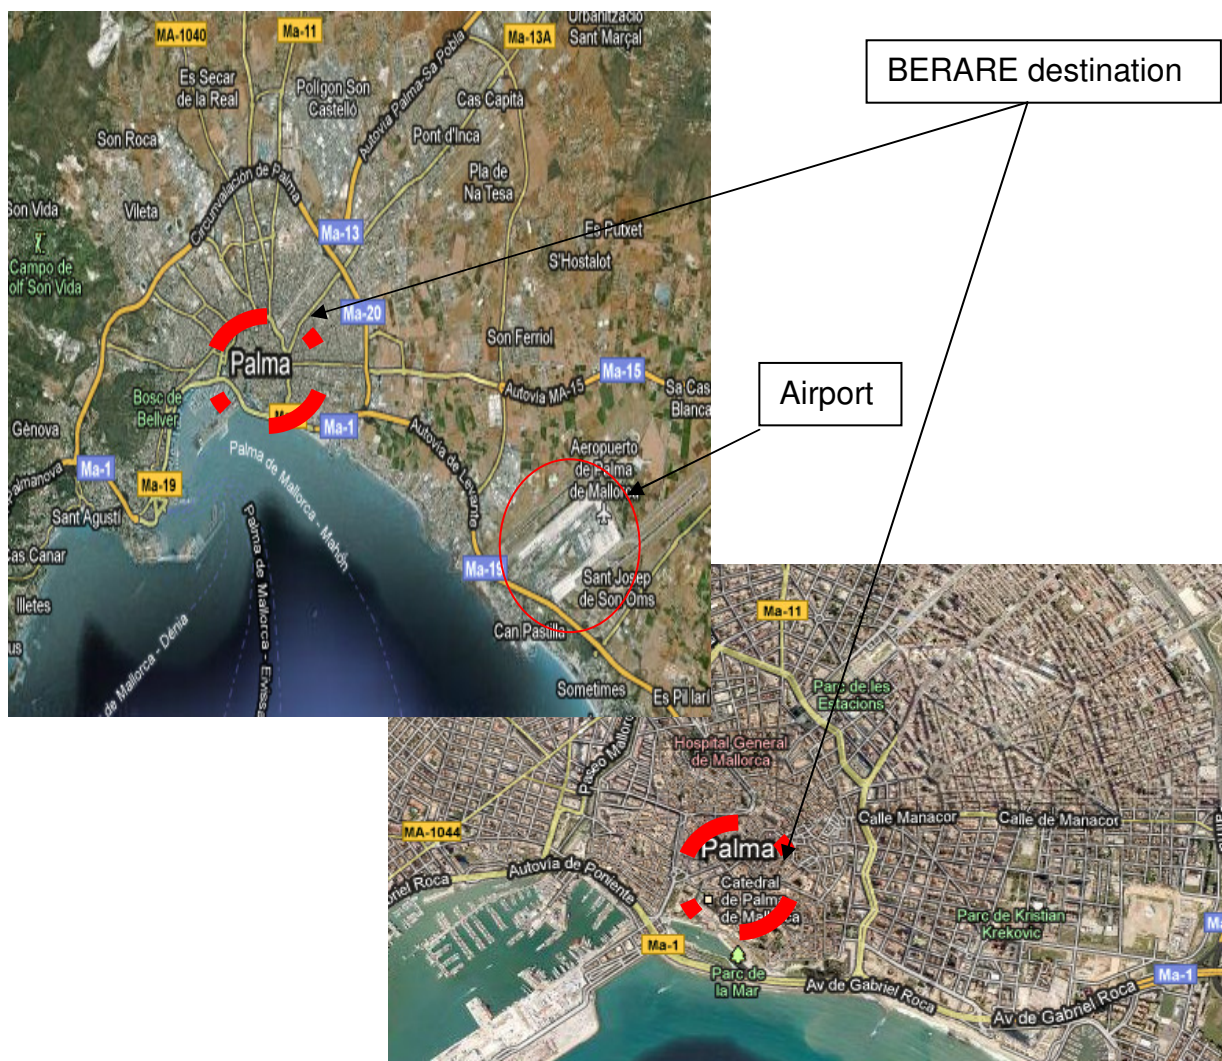 BERARE destination
Airport
MA-1040
Ma-11
Ma-13A
Urbanització
Sant Marçal
Es Secar
de la Real
Polígon Son
Castelló
Autovía Palma-Sa Pobla
Cas Capità
Pont d'Inca
Son Roca
Pla de
Na Tesa
Circunvalación de Palma
Son Vida
Vileta
Ma-13
Es Putxet
S'Hostalot
Campo de
olf Son Vida
Ma-20
Son Ferriol
Palma
Ma-15
Autovía MA-15
Sa Cas
Blanca
Bosc de
Bellver
Gènova
Ma-1
Autovía de Levante
Aeropuerto
de Palma
de Mallorca
Palma de Mallorca - Mahón
Palmanova
Ma-1
Ma-19
Sant Agustí
Palma de Mallorca - Eivissa
Cas Canar
Ma-19
Sant Josep
de Son Oms
Illetes
us
Can Pastilla
de Mallorca - Dénia
Sometimes
Es Pil larí
Ma-11
Parc de les
Estacions
Paseo Mallorca
Hospital General
de Mallorca
MA-1044
Calle Manacor
Calle de Manacor
Palma
Autovía de Poniente
briel Roca
Catedral
de Palma
de Mallorca
Parc de Kristian
Krekovic
Ma-1
Parc de
la Mar
Av de Gabriel Roca
Ma-1
Av de Gabriel Roca